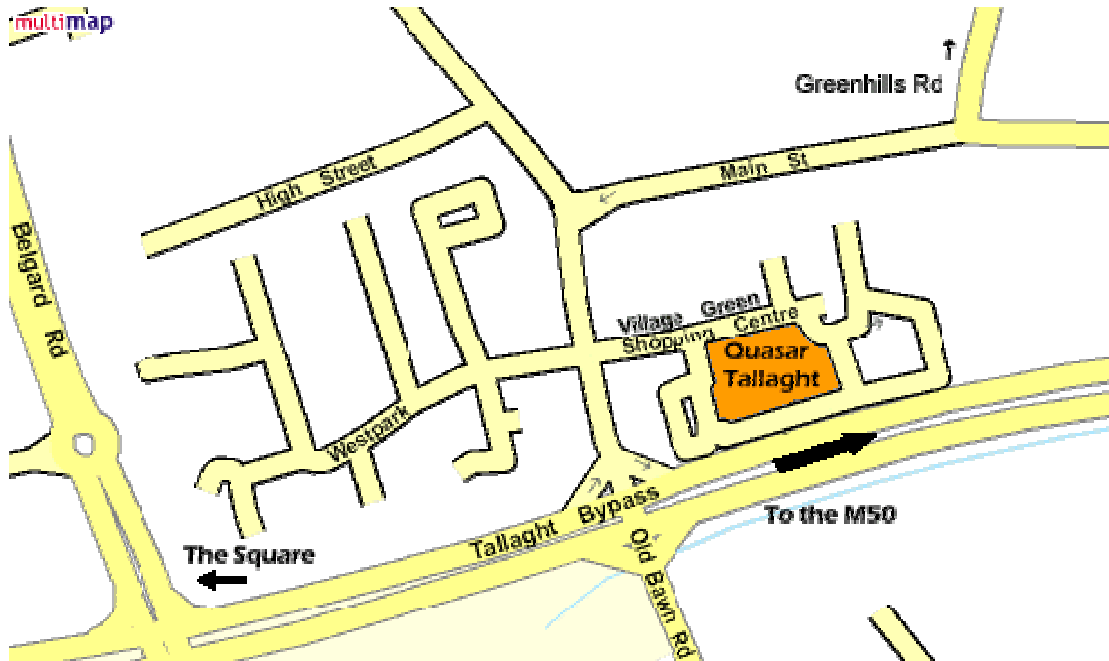 multimap
Greenhills Rd
High Street
Main St
Belgard Rd
Village Green
Shopping Centre
Quasar
Tallaght
Westpark
Tallaght Bypass
To the M50
The Square
Old Bawn Rd